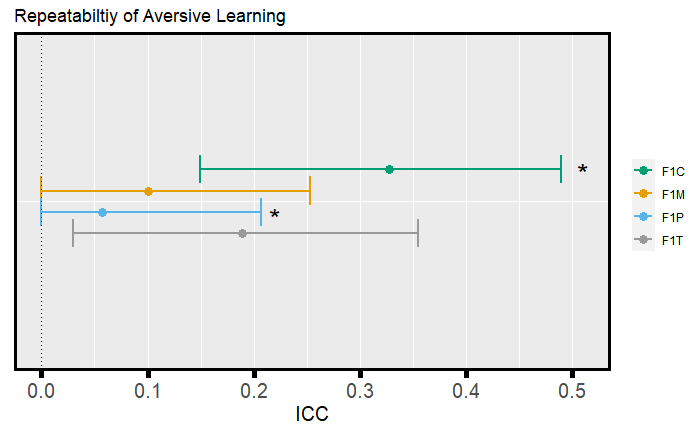 Repeatabiltiy of Aversive Learning
*
*
F1C
F1M
F1P
F1T
0.0 0.1 0.2 0.3 0.4 0.5
ICC